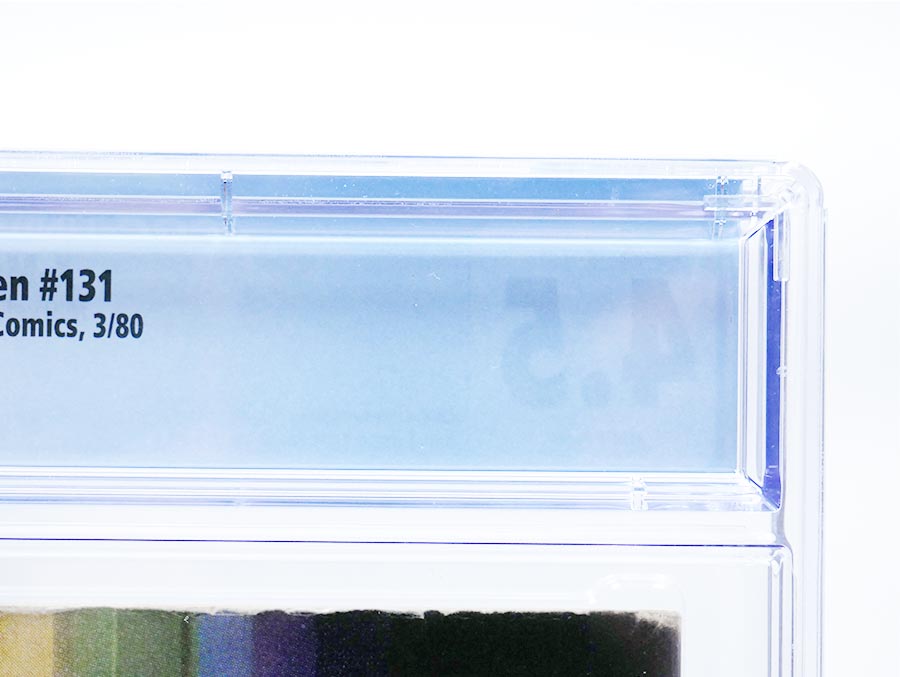 en #131
Comics, 3/80